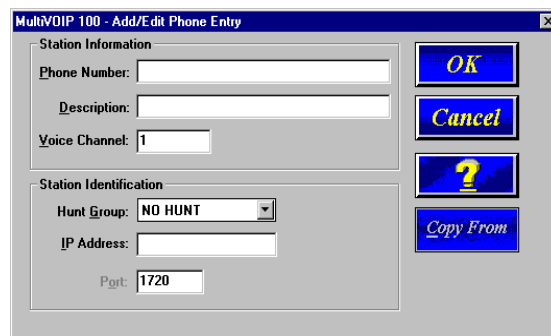 MultiVOIP 100 - Add/Edit Phone Entry
Station Information
Phone Number:
Description:
Voice Channel: 1
Station Identification
Hunt Group: NO HUNT
IP Address:
Port: 1720
OK
Cancel
?
Copy From